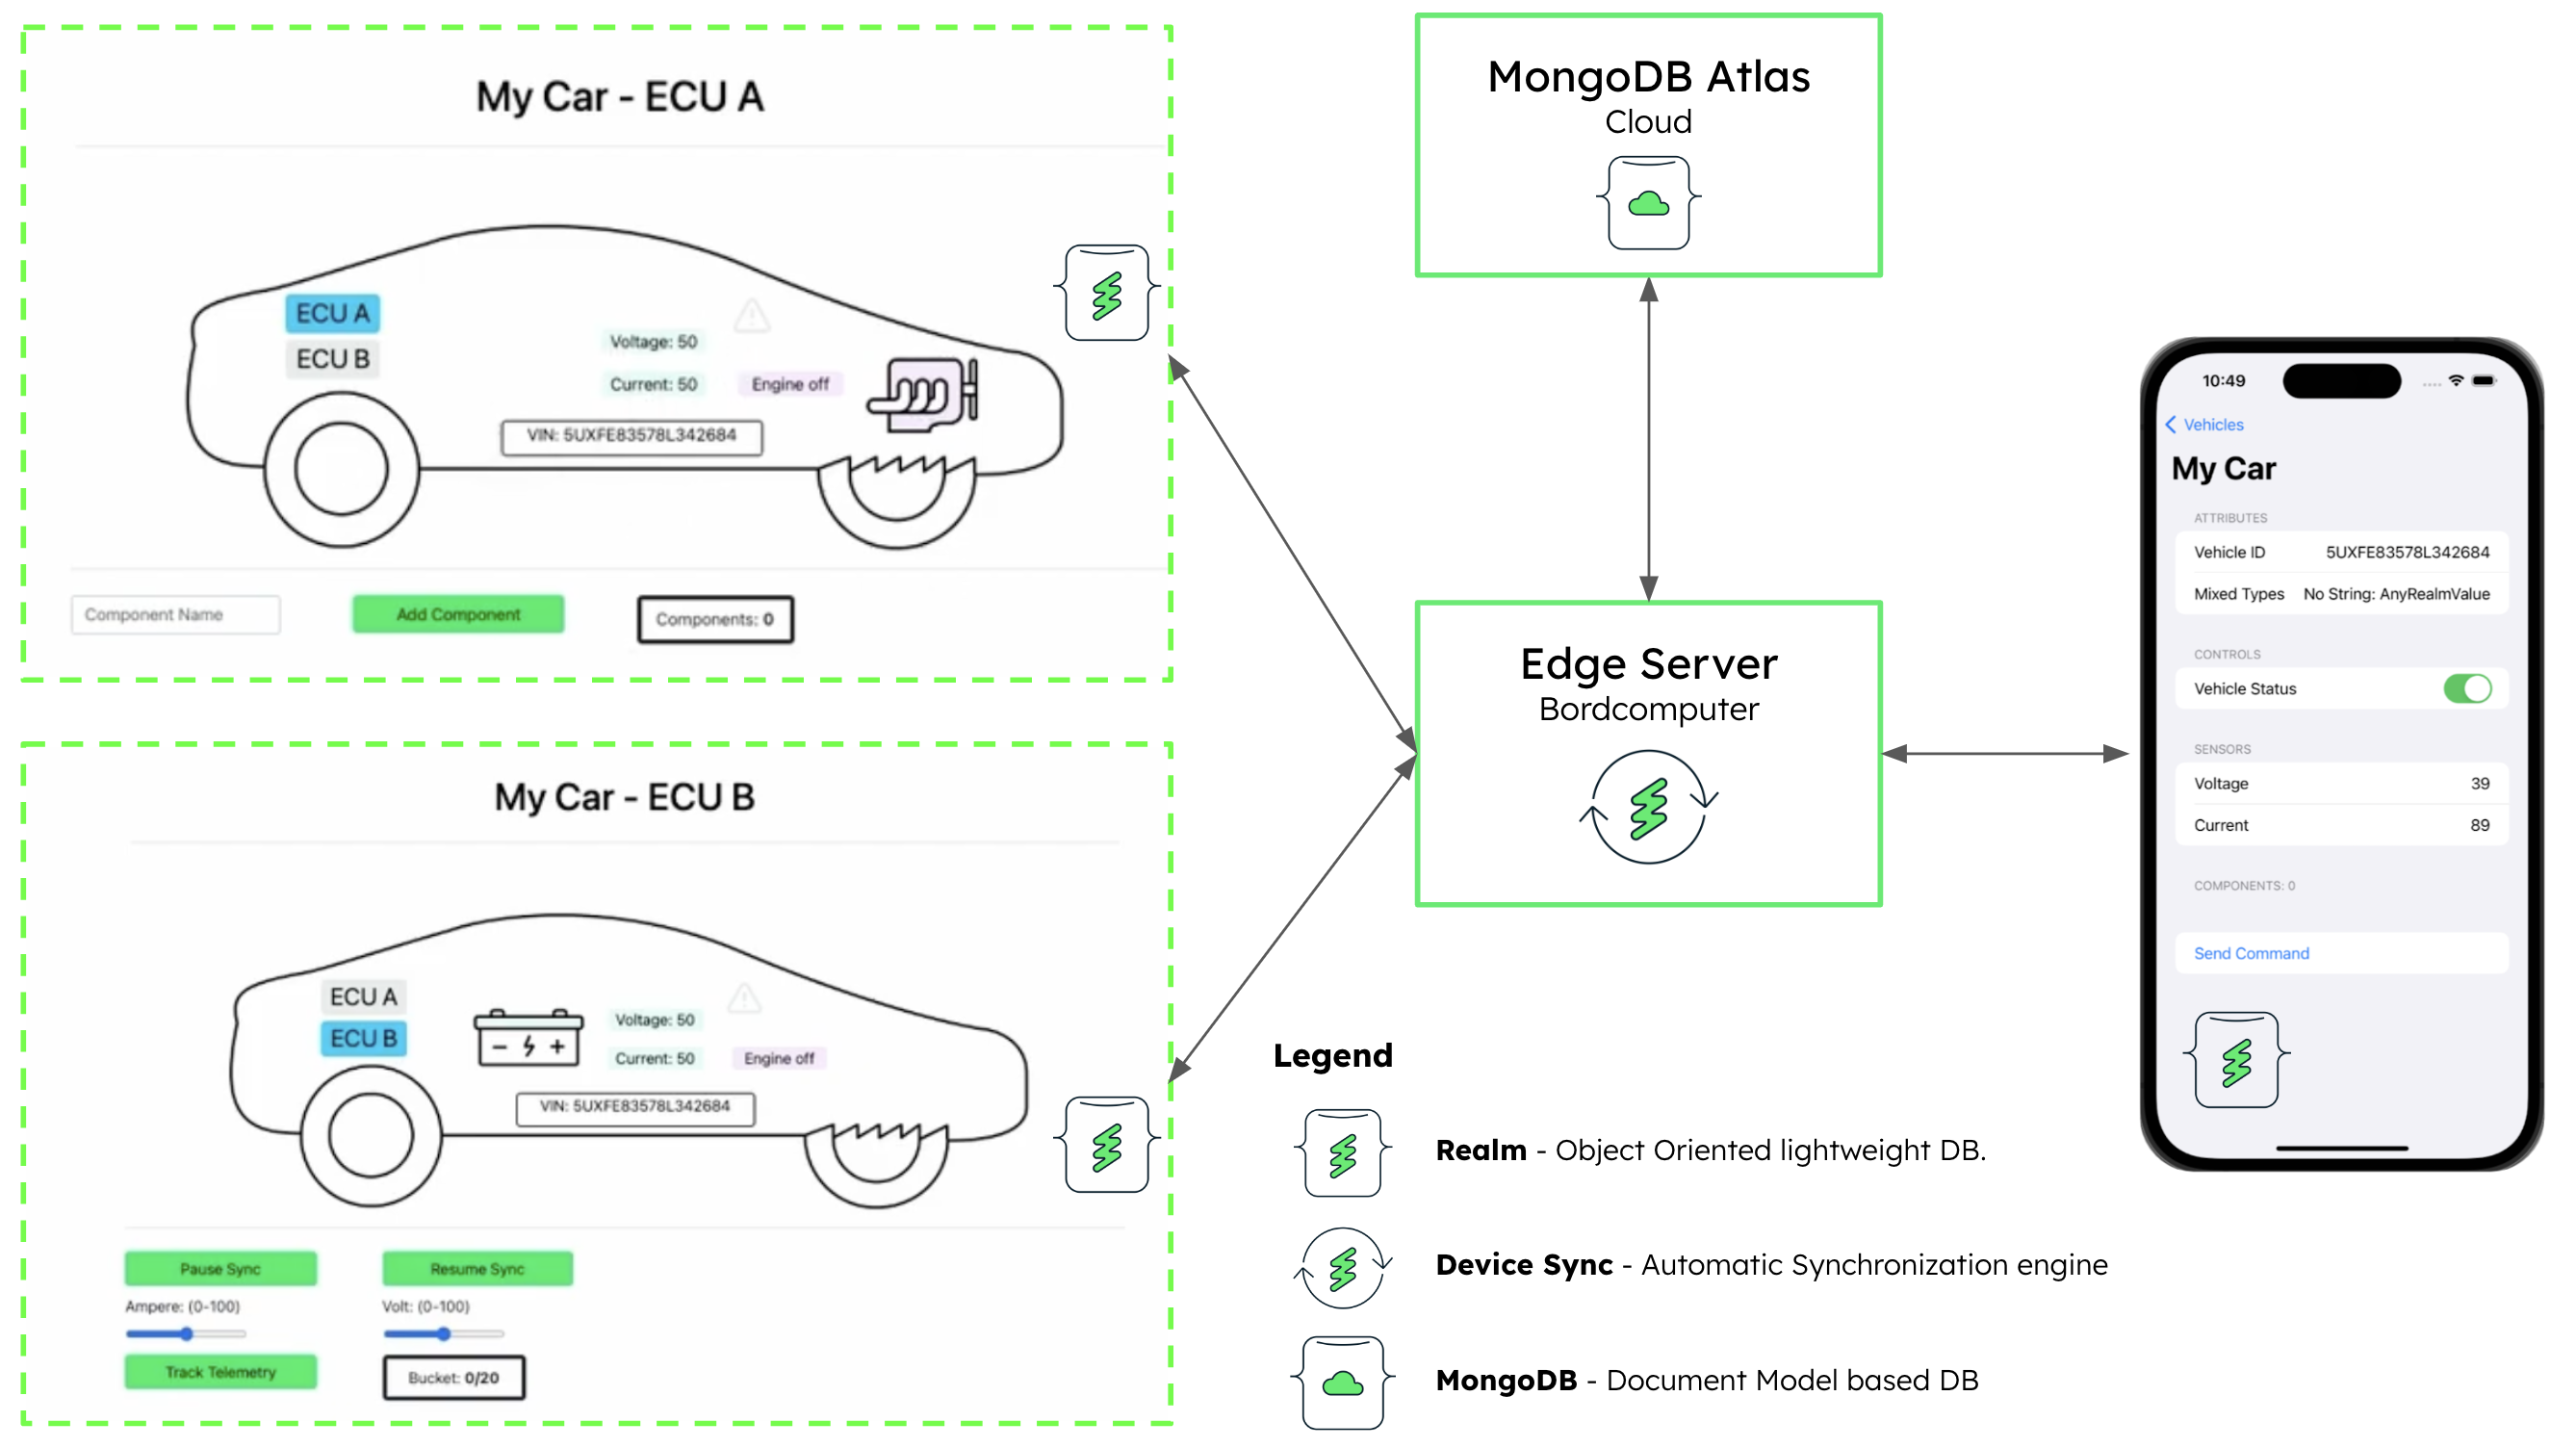 My Car - ECU A
ECU A
ECU B
Voltage: 50
Current: 50
Engine off
VIN: 5UXFE83578L342684
Component Name
Add Component
Components: 0
My Car - ECU B
ECU A
ECU B
Voltage: 50
Current: 50
Engine off
VIN: 5UXFE83578L342684
Pause Sync
Resume Sync
Ampere: (0-100)
Volt: (0-100)
Track Telemetry
Bucket: 0/20
MongoDB Atlas
Cloud
Edge Server
Bordcomputer
Legend
Realm - Object Oriented lightweight DB.
Device Sync - Automatic Synchronization engine
MongoDB - Document Model based DB
10:49
Vehicles
My Car
ATTRIBUTES
Vehicle ID 5UXFE83578L342684
Mixed Types No String: AnyRealmValue
CONTROLS
Vehicle Status
SENSORS
Voltage 39
Current 89
COMPONENTS: 0
Send Command